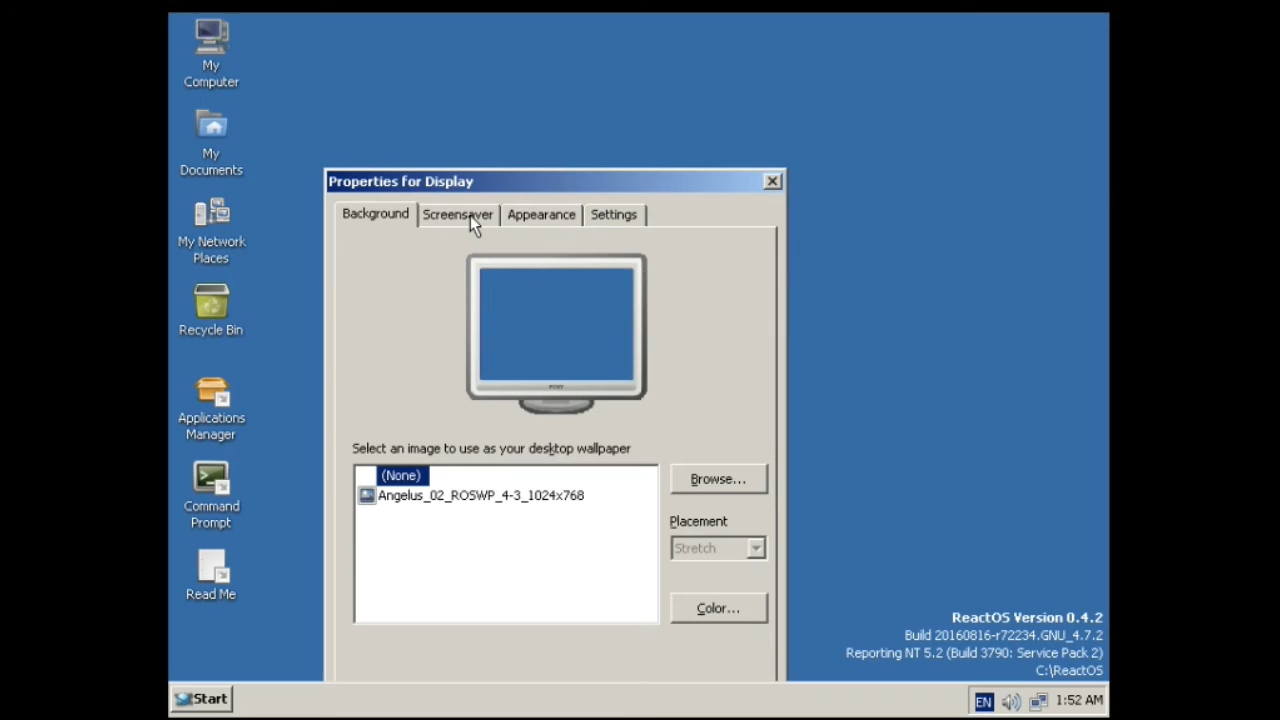 My
Computer
My
Documents
My Network
Places
Recycle Bin
Applications
Manager
Command
Prompt
Read Me
Properties for Display
Background
Screensaver
Appearance
Settings
Select an image to use as your desktop wallpaper
(None)
Angelus_02_ROSWP_4-3_1024x768
Browse...
Placement
Stretch
Color...
ReactOS Version 0.4.2
Build 20160816-r72234.GNU_4.7.2
Reporting NT 5.2 (Build 3790: Service Pack 2)
C:\ReactOS
Start
EN
1:52 AM